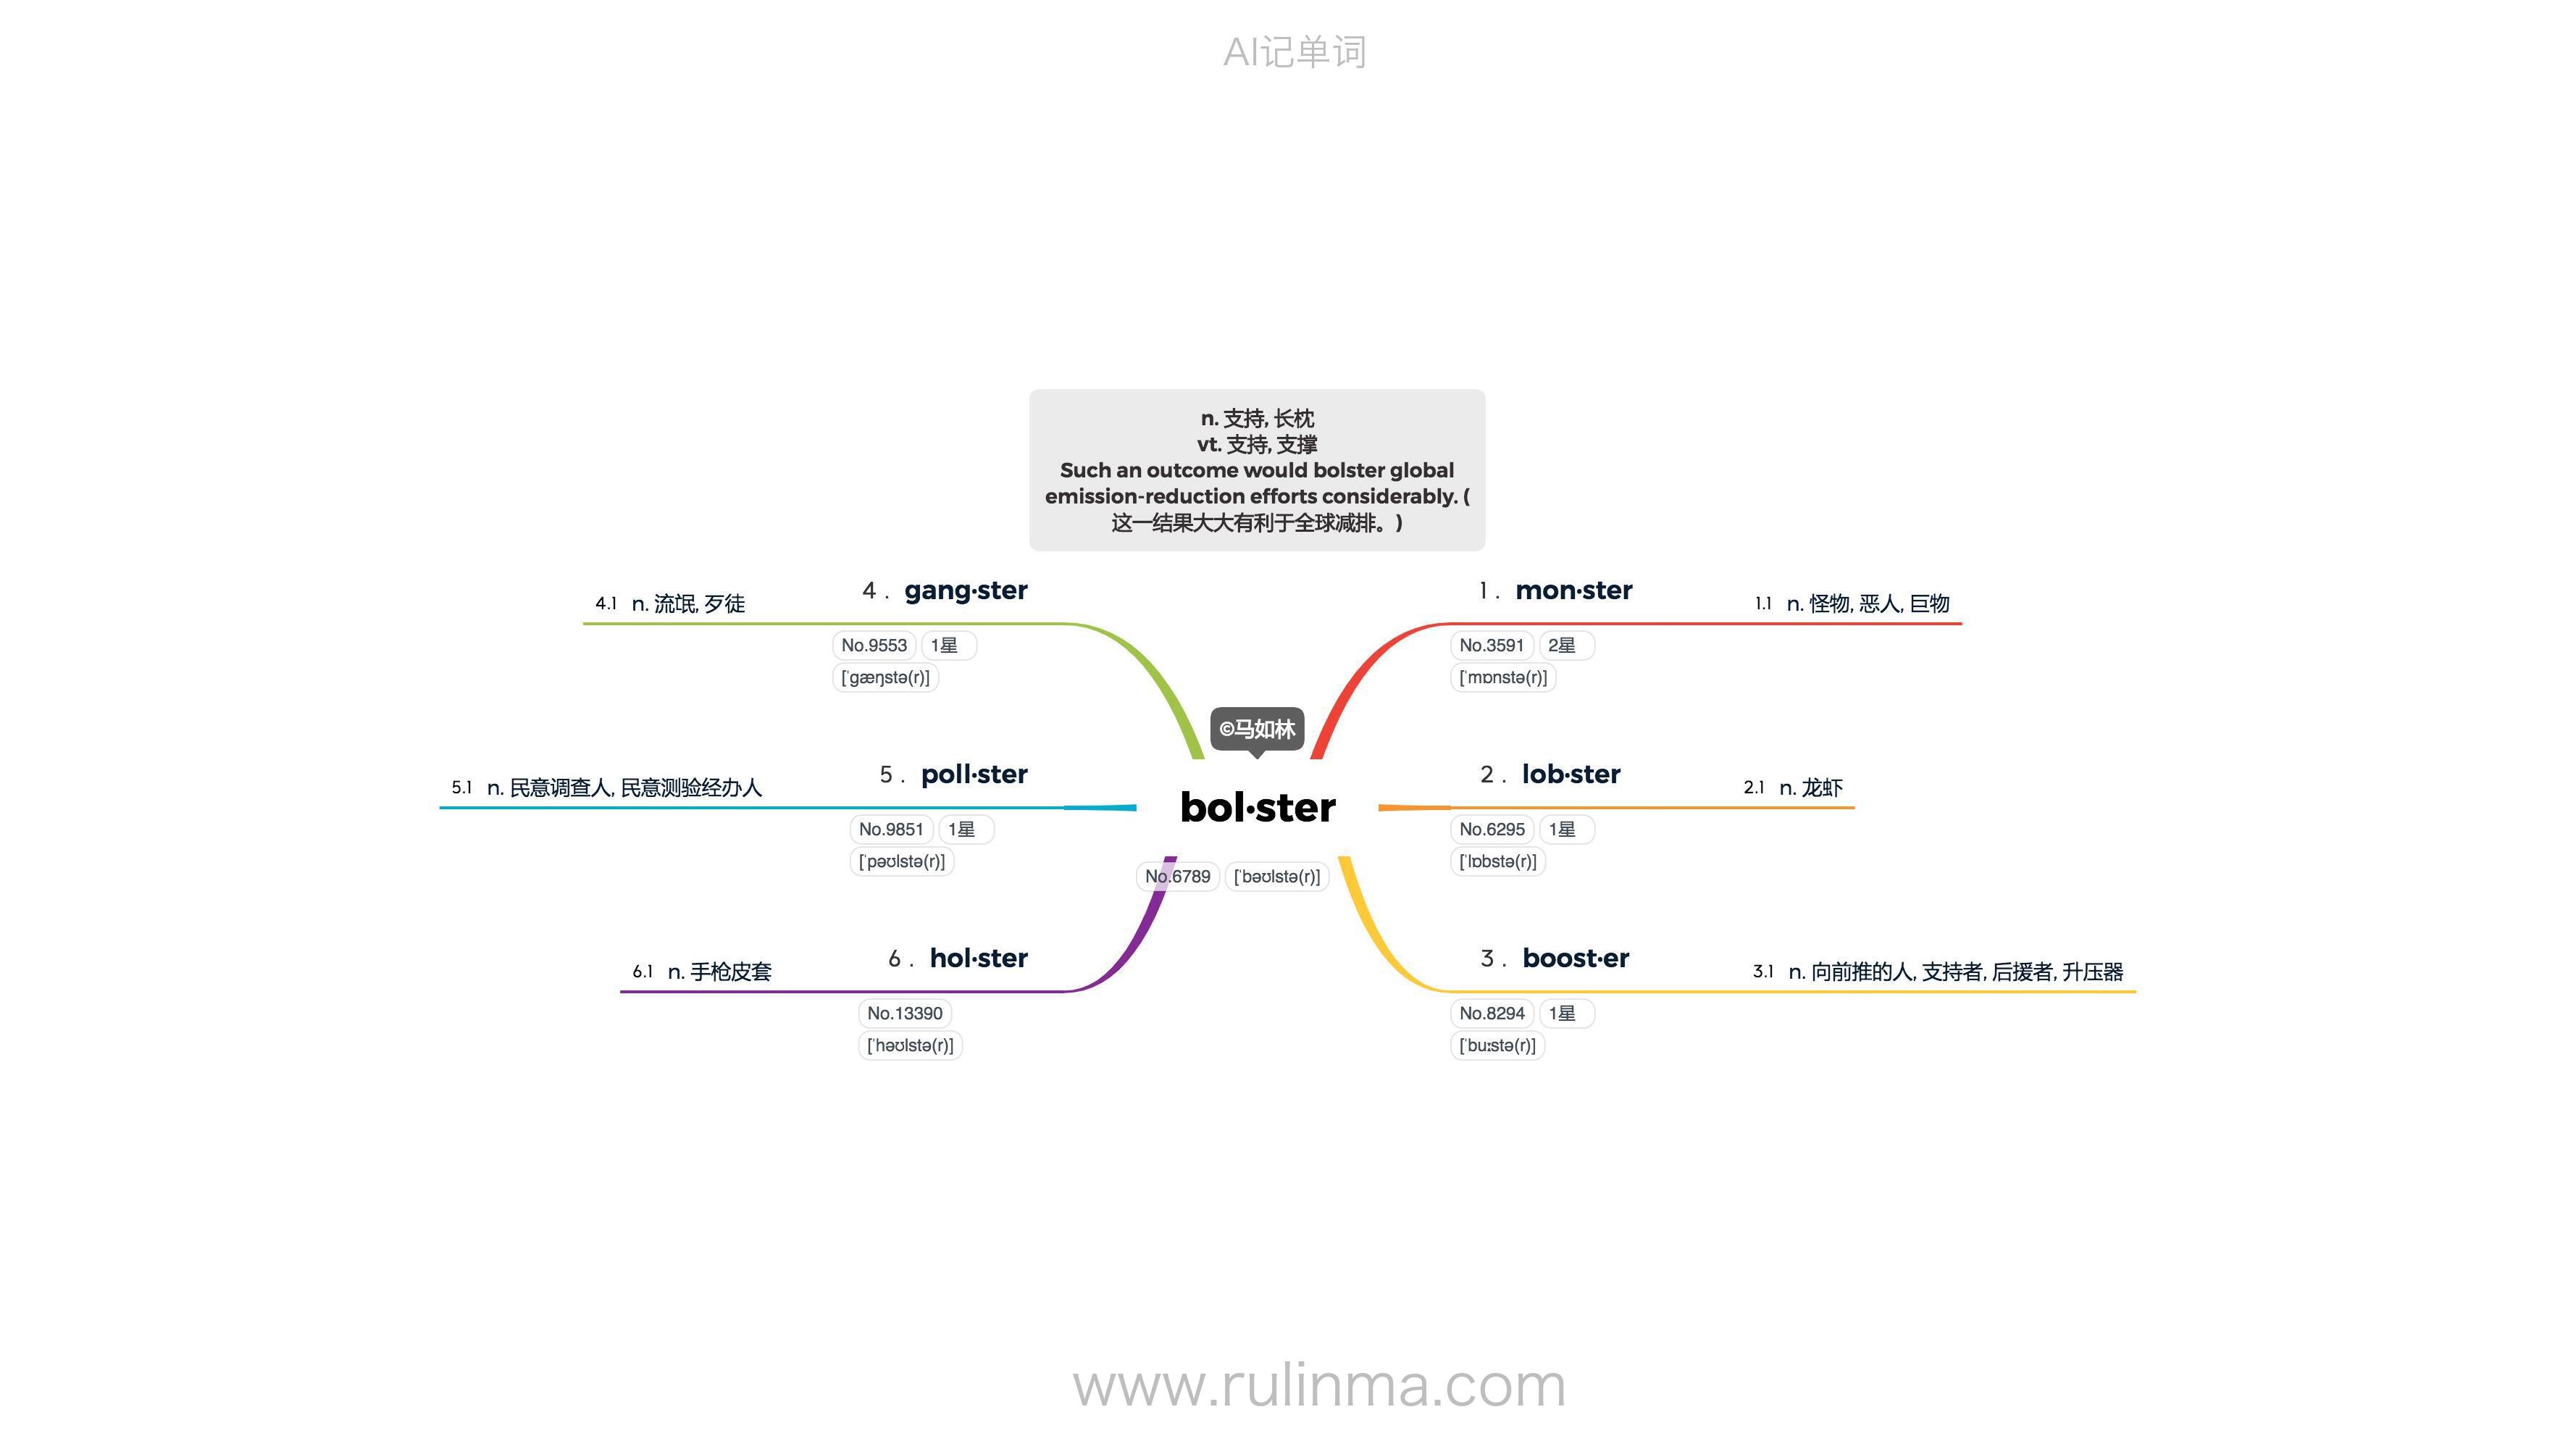 AI记单词
n. 支持, 长枕
vt. 支持, 支撑
Such an outcome would bolster global
emission-reduction efforts considerably. (
这一结果大大有利于全球减排。)
©马如林
bol·ster
No.6789 [ˈbəʊlstə(r)]
1. mon·ster
No.3591 2星
[ˈmɒnstə(r)]
1.1 n. 怪物, 恶人, 巨物
2. lob·ster
No.6295 1星
[ˈlɒbstə(r)]
2.1 n. 龙虾
3. boost·er
No.8294 1星
[ˈbuːstə(r)]
3.1 n. 向前推的人, 支持者, 后援者, 升压器
4. gang·ster
No.9553 1星
[ˈɡæŋstə(r)]
4.1 n. 流氓, 歹徒
5. poll·ster
No.9851 1星
[ˈpəʊlstə(r)]
5.1 n. 民意调查人, 民意测验经办人
6. hol·ster
No.13390
[ˈhəʊlstə(r)]
6.1 n. 手枪皮套
www.rulinma.com